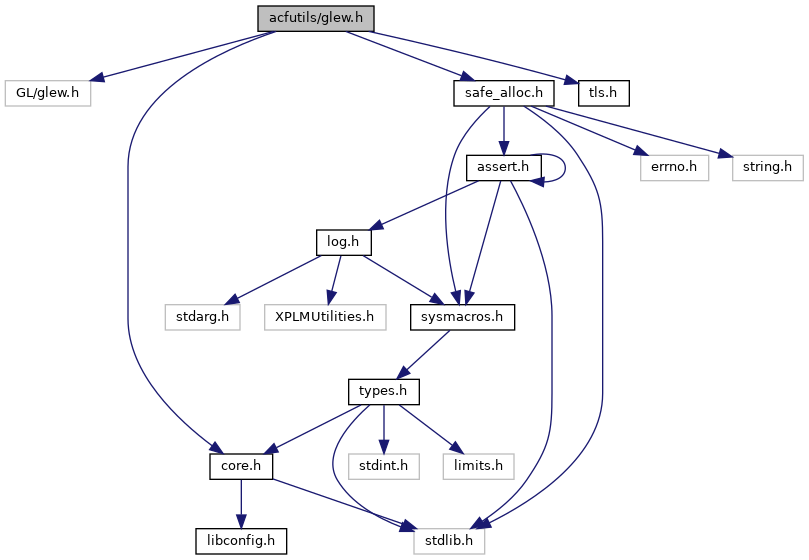 acfutils/glew.h
GL/glew.h
safe_alloc.h
tls.h
assert.h
errno.h
string.h
log.h
stdarg.h
XPLMUtilities.h
sysmacros.h
types.h
core.h
stdint.h
limits.h
libconfig.h
stdlib.h